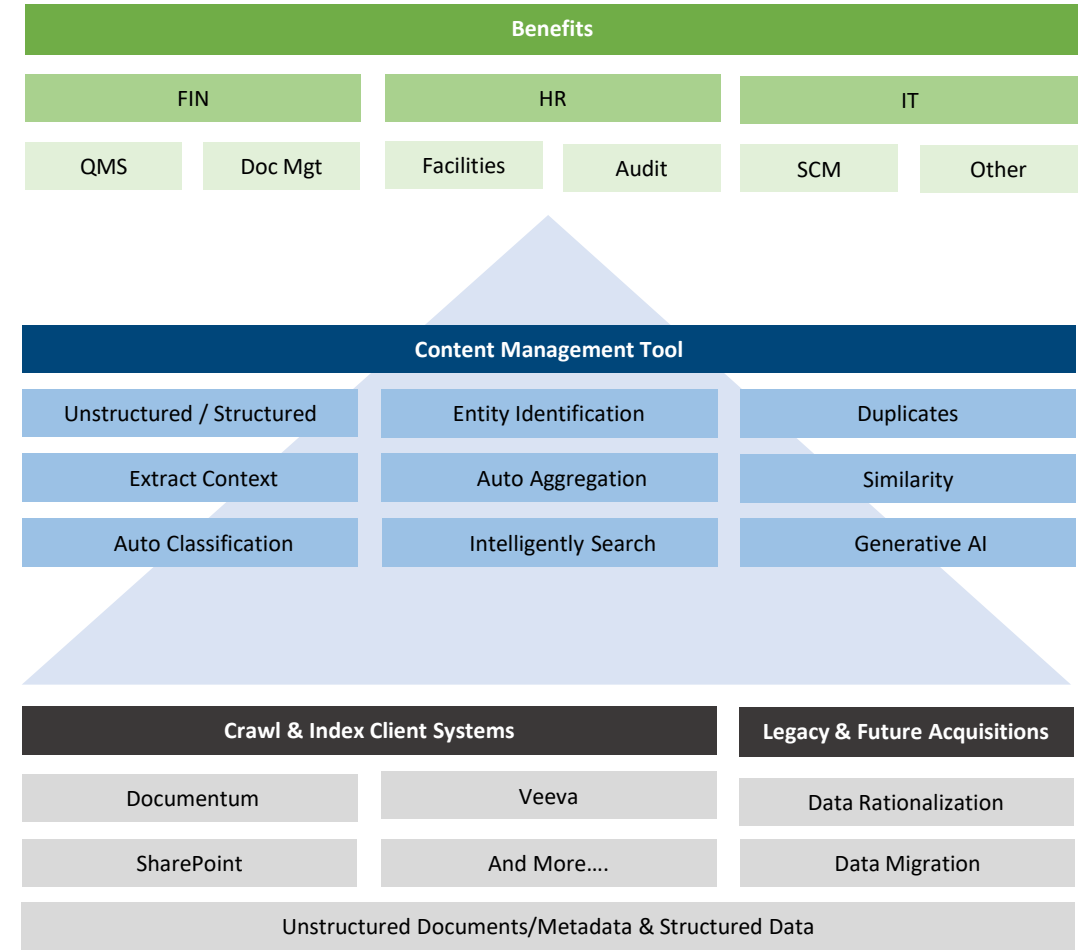 Benefits
FIN
HR
IT
QMS
Doc Mgt
Facilities
Audit
SCM
Other
Content Management Tool
Unstructured / Structured
Entity Identification
Duplicates
Extract Context
Auto Aggregation
Similarity
Auto Classification
Intelligently Search
Generative AI
Crawl & Index Client Systems
Legacy & Future Acquisitions
Documentum
Veeva
Data Rationalization
SharePoint
And More....
Data Migration
Unstructured Documents/Metadata & Structured Data